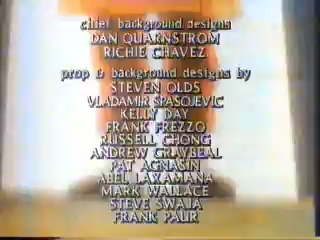 chief background designs
DAN QUARNSTROM
RICHIE CHAVEZ
prop & background designs by
STEVEN OLDS
VLADIMIR SPASOJEVIC
KELLY DAY
FRANK FREZZO
RUSSELL CHONG
ANDREW GRAYBEAL
PAT AGNASIN
ABEL LAXAMANA
MARK WALLACE
STEVE SWAJA
FRANK PAUR